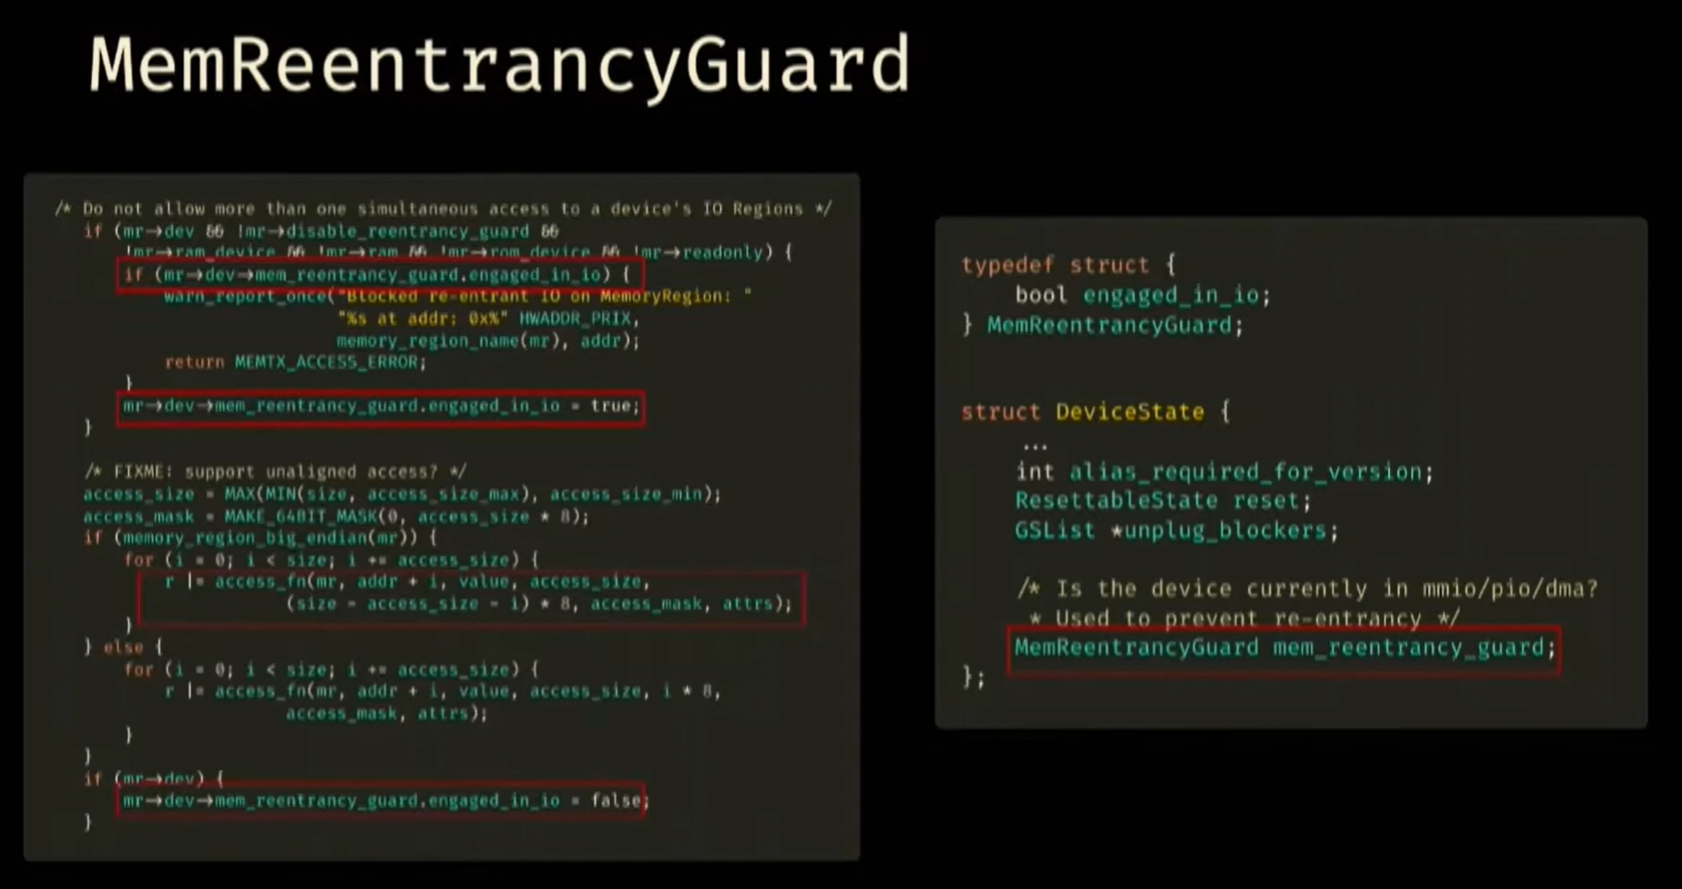 MemReentrancyGuard
/* Do not allow more than one simultaneous access to a device's IO Regions */
if (mr->dev && !mr->disable_reentrancy_guard &&
!mr->ram_device && !mr->ram && !mr->rom_device && !mr->readonly) {
if (mr->dev->mem_reentrancy_guard.engaged_in_io) {
warn_report_once("Blocked re-entrant IO on MemoryRegion: "
"%s at addr: 0x%" HWADDR_PRIX,
memory_region_name(mr), addr);
return MEMTX_ACCESS_ERROR;
}
mr->dev->mem_reentrancy_guard.engaged_in_io = true;
}
/* FIXME: support unaligned access? */
access_size = MAX(MIN(size, access_size_max), access_size_min);
access_mask = MAKE_64BIT_MASK(0, access_size * 8);
if (memory_region_big_endian(mr)) {
for (i = 0; i < size; i += access_size) {
r |= access_fn(mr, addr + i, value, access_size,
(size - access_size - i) * 8, access_mask, attrs);
}
} else {
for (i = 0; i < size; i += access_size) {
r |= access_fn(mr, addr + i, value, access_size, i * 8,
access_mask, attrs);
}
}
if (mr->dev) {
mr->dev->mem_reentrancy_guard.engaged_in_io = false;
}
typedef struct {
bool engaged_in_io;
} MemReentrancyGuard;
struct DeviceState {
...
int alias_required_for_version;
ResettableState reset;
GSList *unplug_blockers;
/* Is the device currently in mmio/pio/dma?
* Used to prevent re-entrancy */
MemReentrancyGuard mem_reentrancy_guard;
};